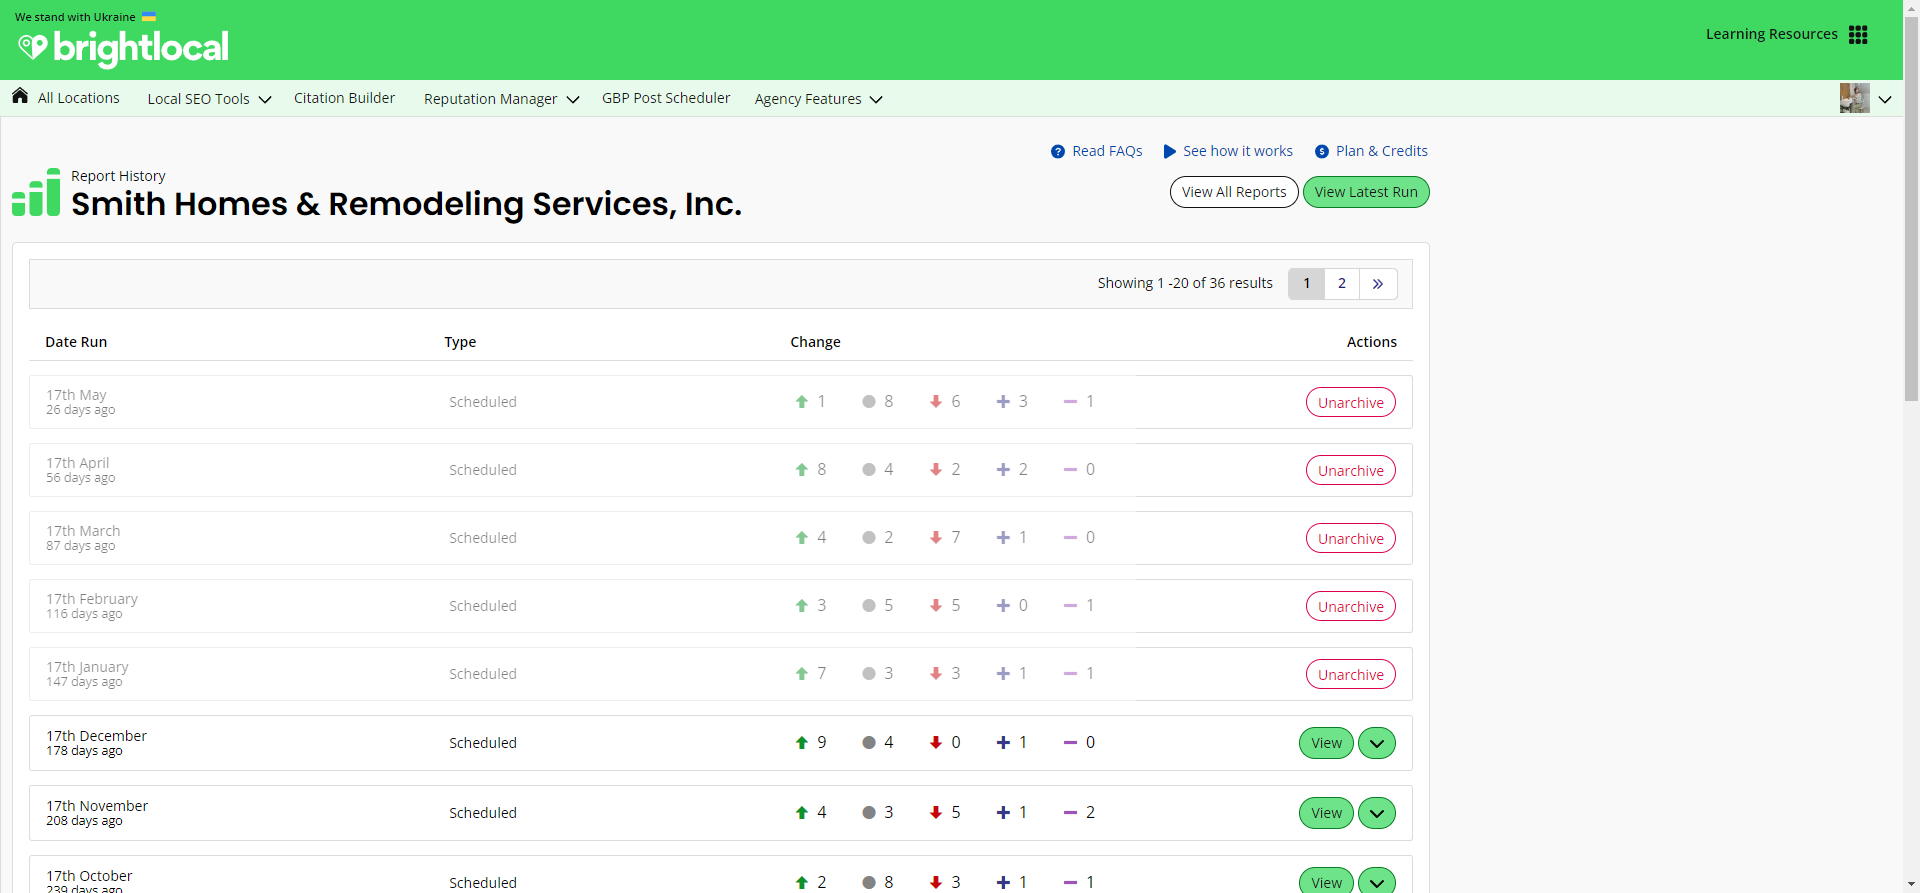 We stand with Ukraine
brightlocal
Learning Resources
All Locations Local SEO Tools Citation Builder Reputation Manager GBP Post Scheduler Agency Features
Read FAQs See how it works Plan & Credits
Report History
Smith Homes & Remodeling Services, Inc.
View All Reports View Latest Run
Showing 1 -20 of 36 results 1 2 »
Date Run Type Change Actions
17th May
26 days ago
Scheduled 1 8 6 3 1 Unarchive
17th April
56 days ago
Scheduled 8 4 2 2 0 Unarchive
17th March
87 days ago
Scheduled 4 2 7 1 0 Unarchive
17th February
116 days ago
Scheduled 3 5 5 0 1 Unarchive
17th January
147 days ago
Scheduled 7 3 3 1 1 Unarchive
17th December
178 days ago
Scheduled 9 4 0 1 0 View
17th November
208 days ago
Scheduled 4 3 5 1 2 View
17th October
239 days ago
Scheduled 2 8 3 1 1 View